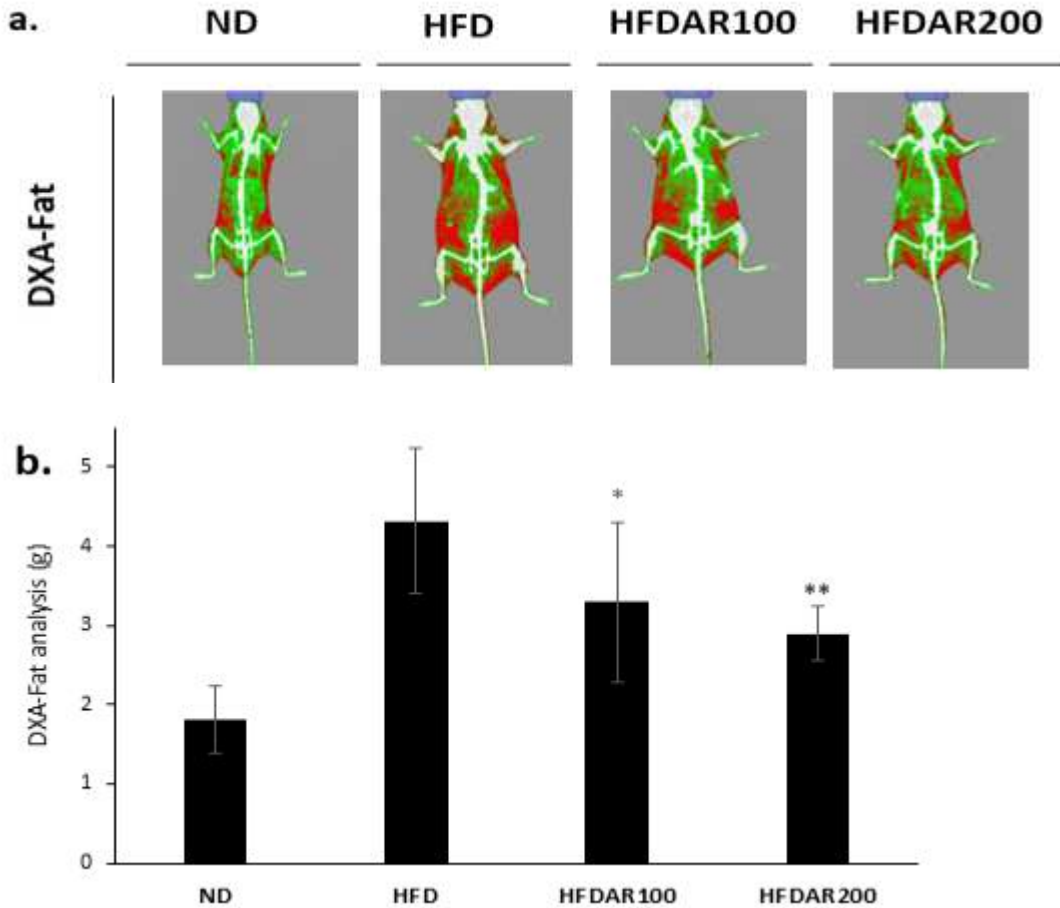 a.
ND HFD HFDAR100 HFDAR200
DXA-Fat
b.
DXA-Fat analysis (g)
5
4
3
2
1
0
*
**
ND HFD HFDAR100 HFDAR200